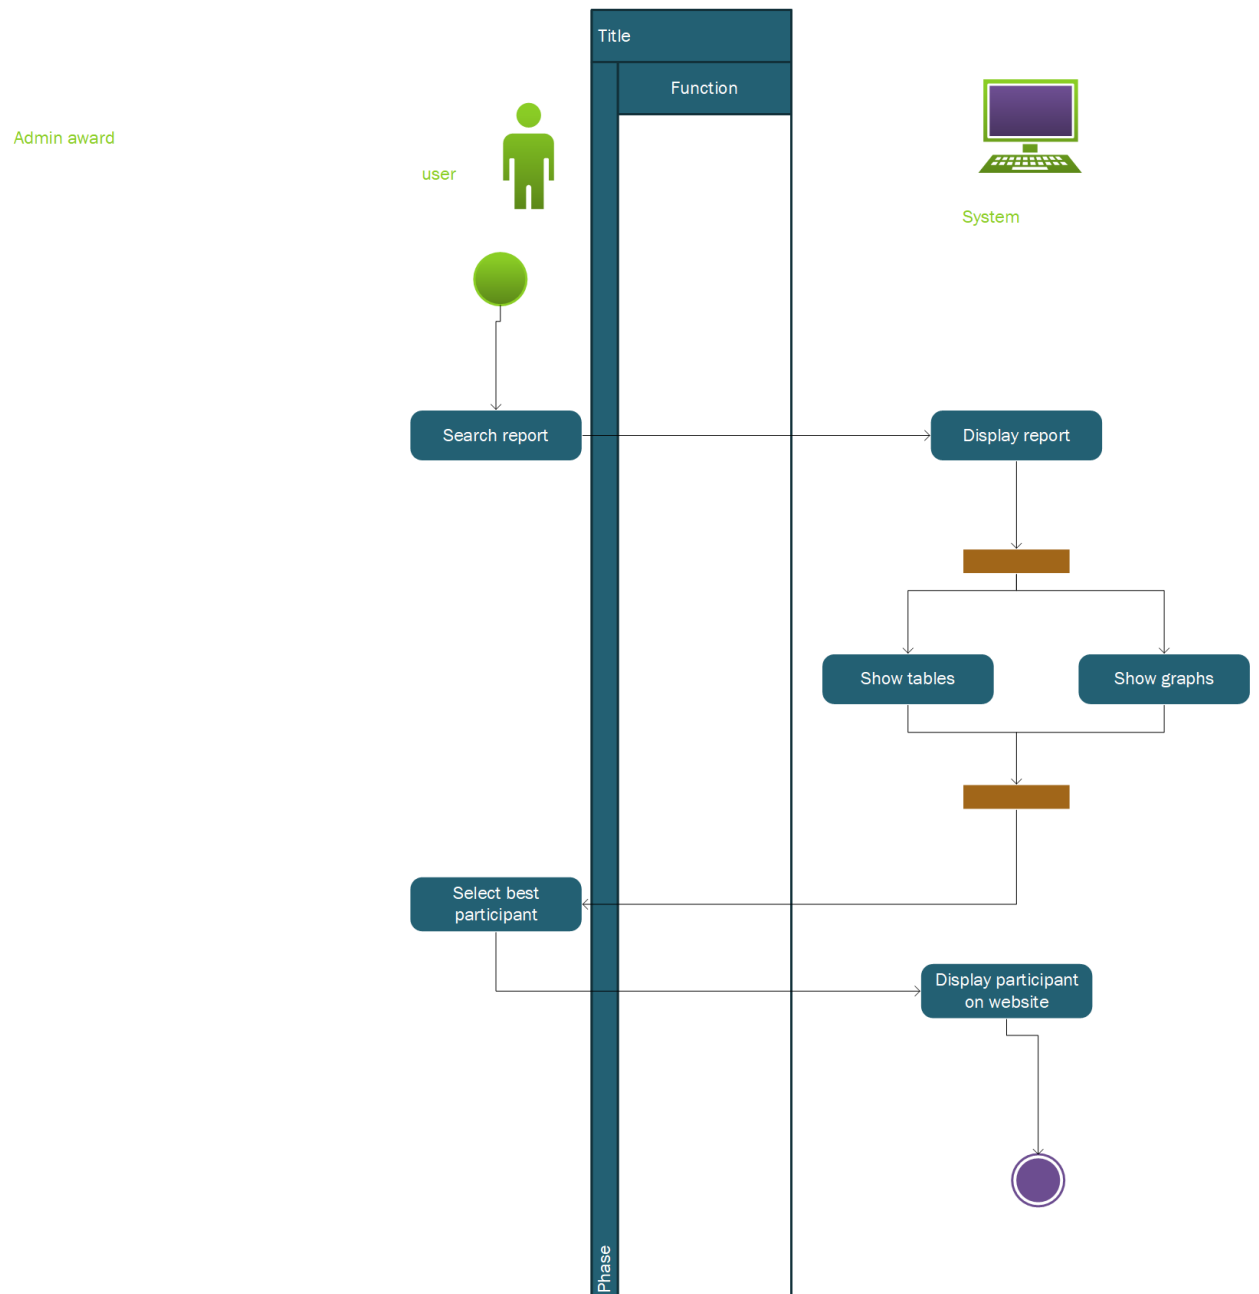 Title
Function
Admin award
user
System
Search report
Display report
Show tables
Show graphs
Select best
participant
Display participant
on website
Phase